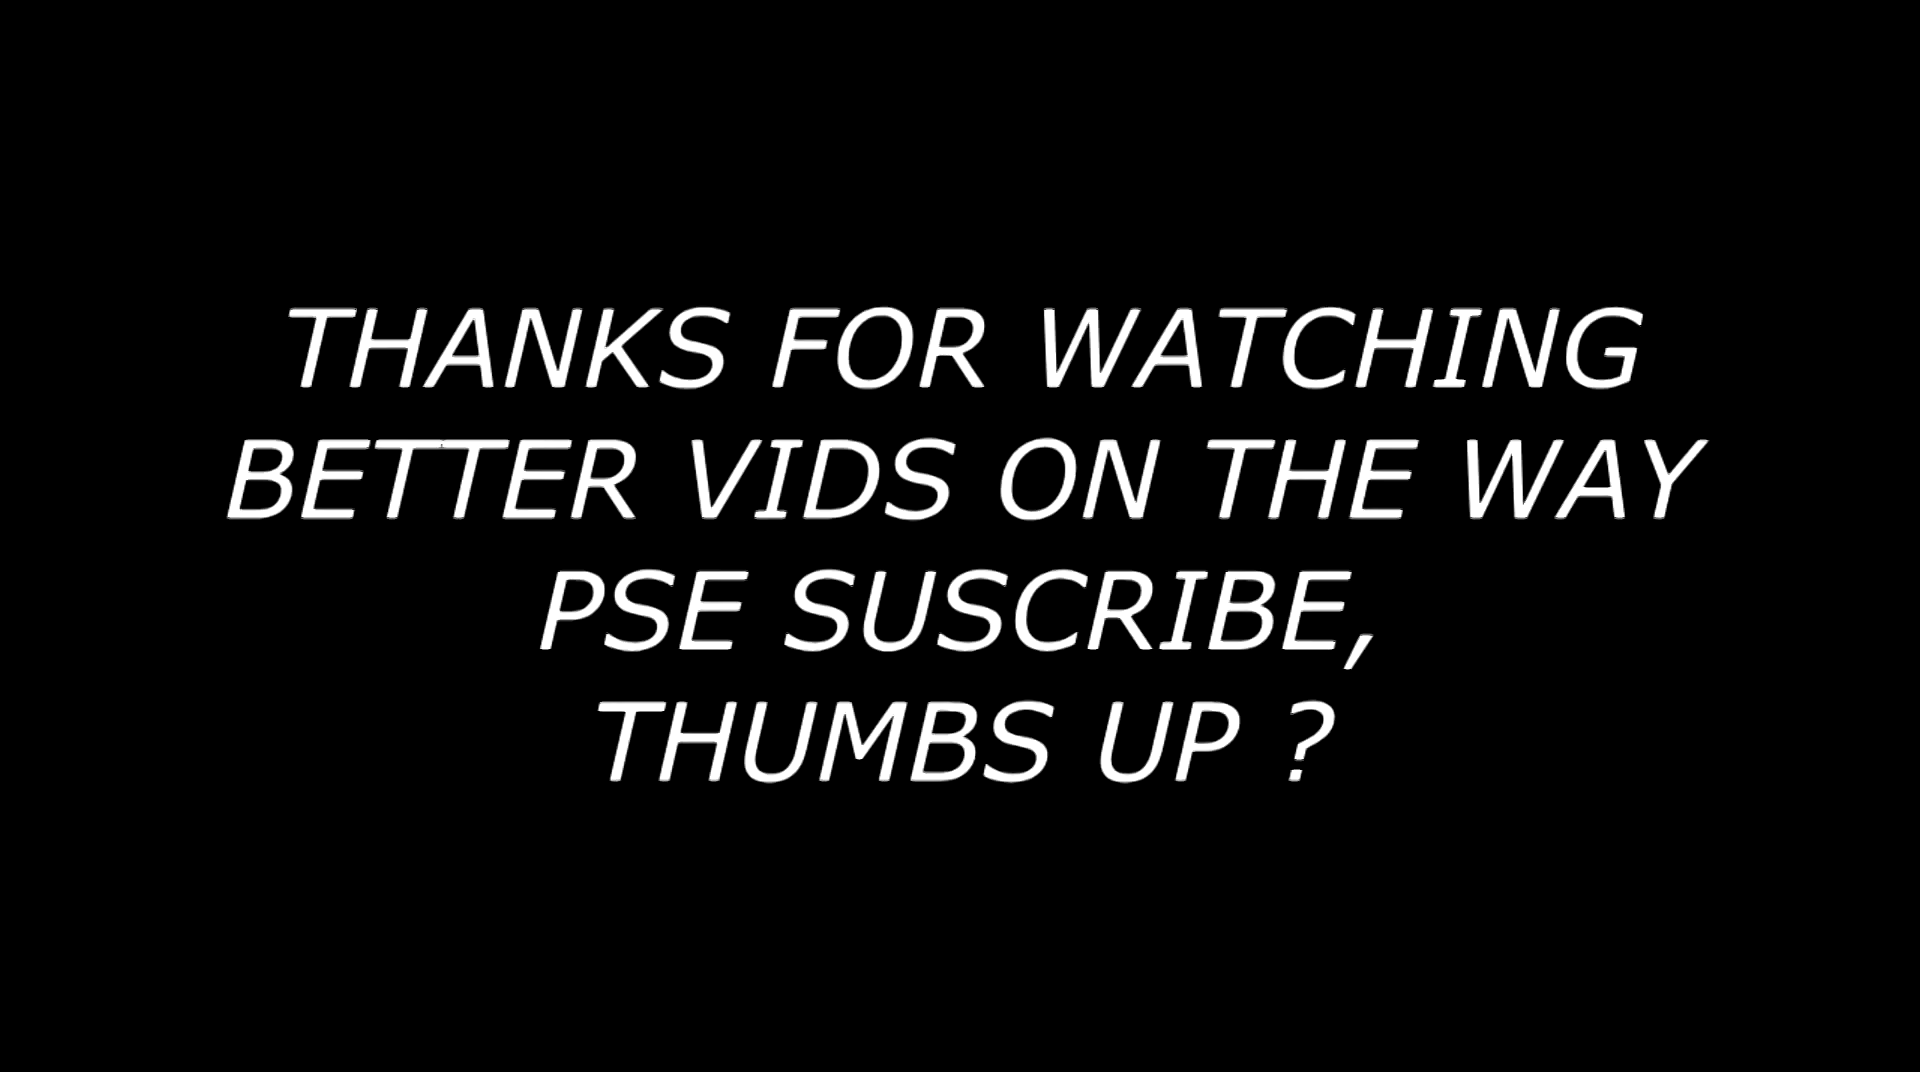 THANKS FOR WATCHING
BETTER VIDS ON THE WAY
PSE SUSCRIBE,
THUMBS UP ?